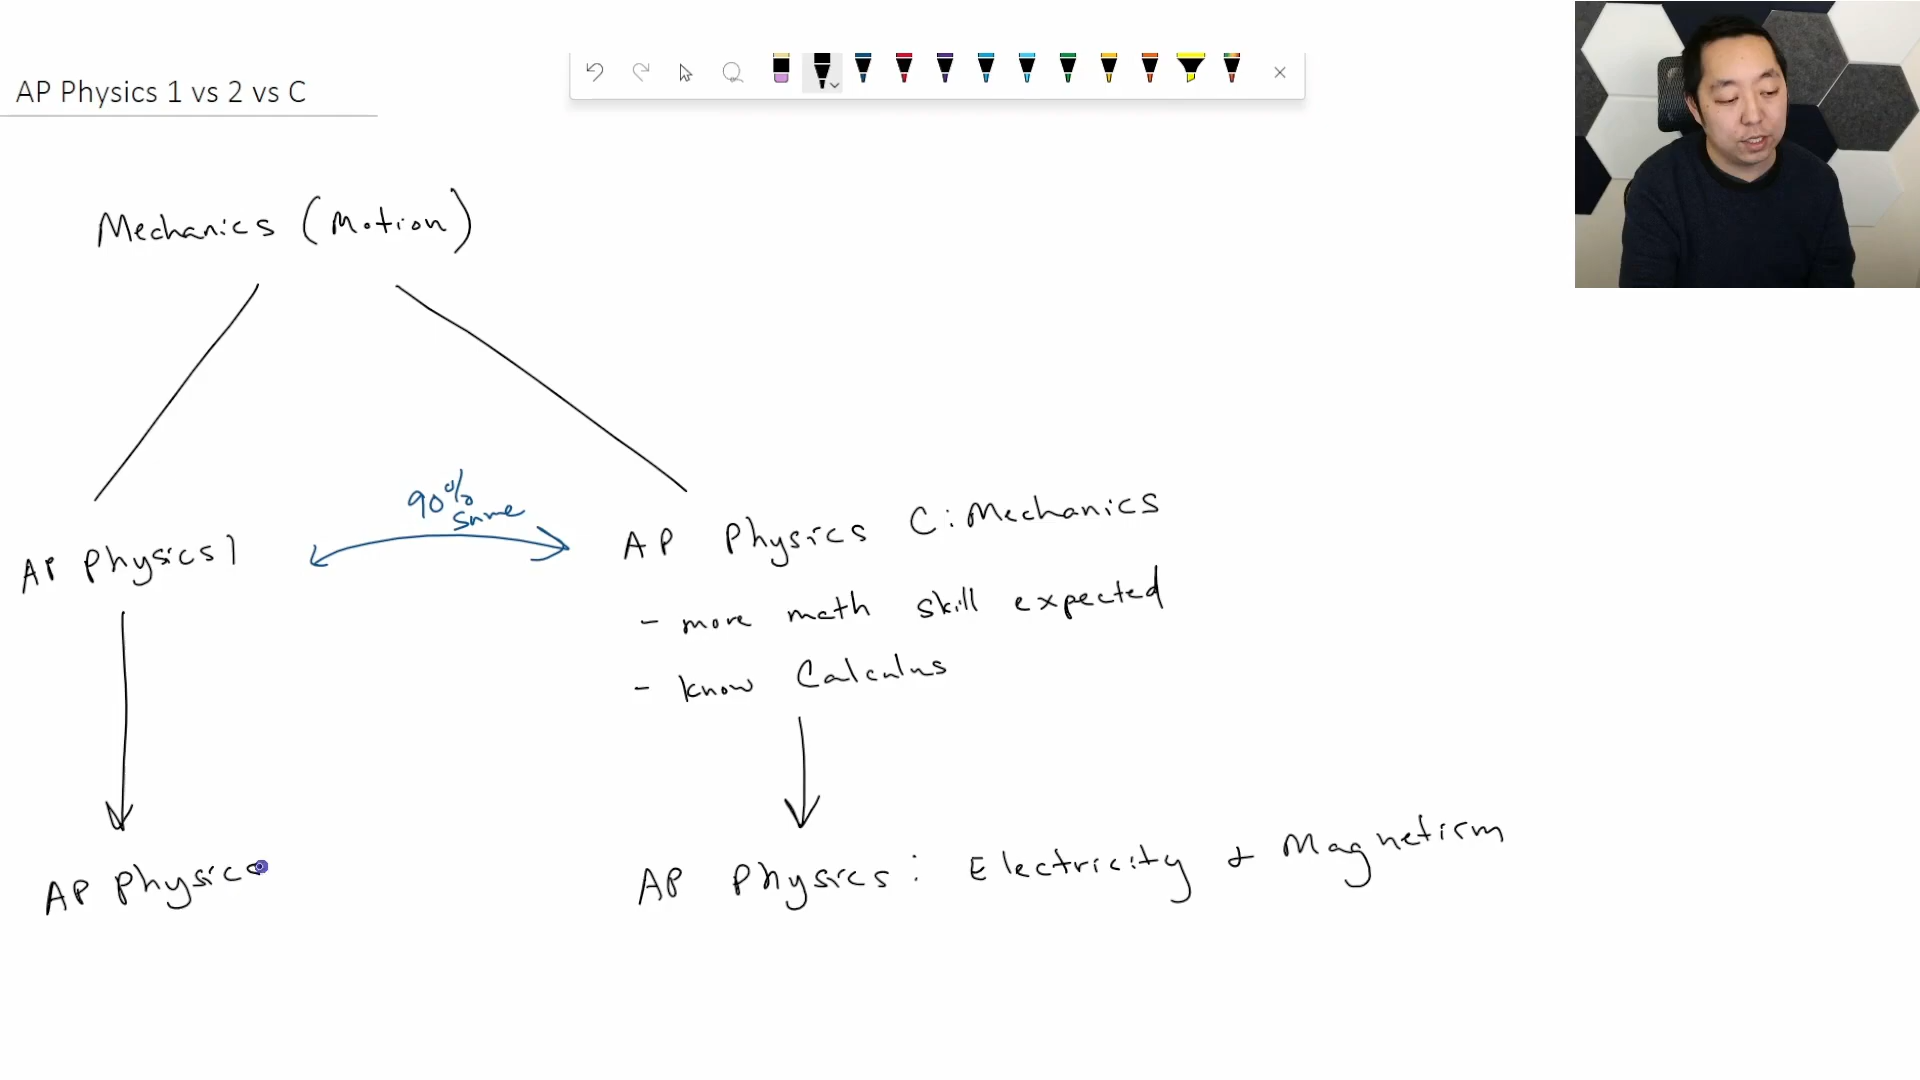 AP Physics 1 vs 2 vs C
Mechanics (Motion)
90% same
AP Physics 1
AP Physics C: Mechanics
- more math skill expected
- know Calculus
AP Physics
AP Physics: Electricity & Magnetism